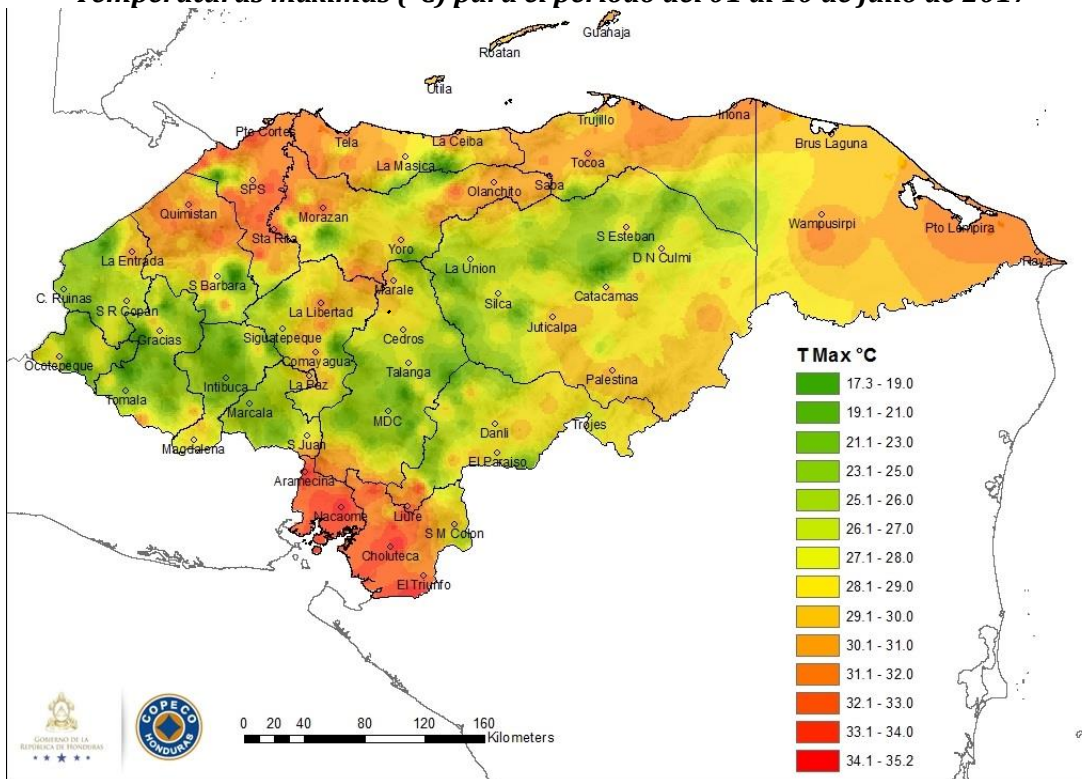 Temperaturas máximas (°C) para el período del 01 al 10 de julio de 2017
Guanaja
Roatan
Utila
Pto Cortes
Tela
La Ceiba
Trujillo
Iriona
Brus Laguna
La Masica
Tocoa
SPS
Olanchito
Saba
Quimistan
Morazan
Wampusirpi
Pto Lempira
Sta Rita
Yoro
S Esteban
La Entrada
La Union
D N Culmi
Raya
S Barbara
Marale
Catacamas
C. Ruinas
Silca
S R Copan
La Libertad
Juticalpa
Gracias
Siguatepeque
Cedros
Ocotepeque
Comayagua
Talanga
Palestina
Intibuca
La Paz
Tomala
Marcala
MDC
Danli
Trojes
Magdalena
S Juan
El Paraiso
Aramecina
Nacaome
Liure
S M Colon
Choluteca
El Triunfo
T Max °C
17.3 - 19.0
19.1 - 21.0
21.1 - 23.0
23.1 - 25.0
25.1 - 26.0
26.1 - 27.0
27.1 - 28.0
28.1 - 29.0
29.1 - 30.0
30.1 - 31.0
31.1 - 32.0
32.1 - 33.0
33.1 - 34.0
34.1 - 35.2
GOBIERNO DE LA
REPÚBLICA DE HONDURAS
COPECO
HONDURAS
0 20 40 80 120 160
Kilometers